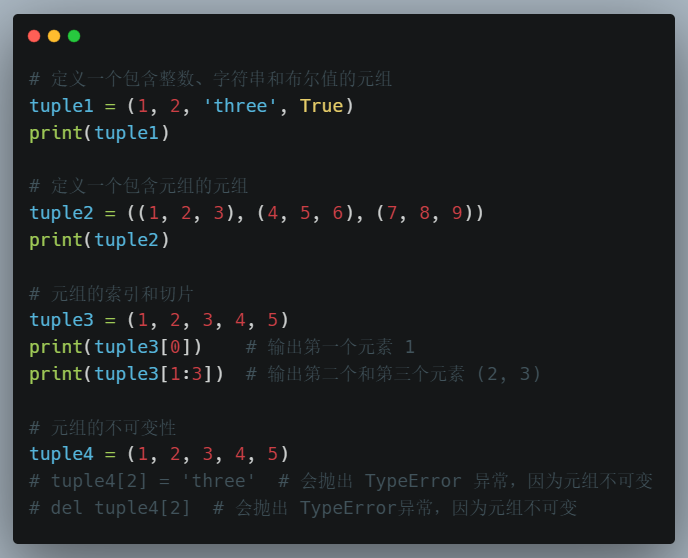 # 定义一个包含整数、字符串和布尔值的元组
tuple1 = (1, 2, 'three', True)
print(tuple1)
# 定义一个包含元组的元组
tuple2 = ((1, 2, 3), (4, 5, 6), (7, 8, 9))
print(tuple2)
# 元组的索引和切片
tuple3 = (1, 2, 3, 4, 5)
print(tuple3[0])    # 输出第一个元素 1
print(tuple3[1:3])  # 输出第二个和第三个元素 (2, 3)
# 元组的不可变性
tuple4 = (1, 2, 3, 4, 5)
# tuple4[2] = 'three'  # 会抛出 TypeError 异常，因为元组不可变
# del tuple4[2]  # 会抛出 TypeError异常，因为元组不可变